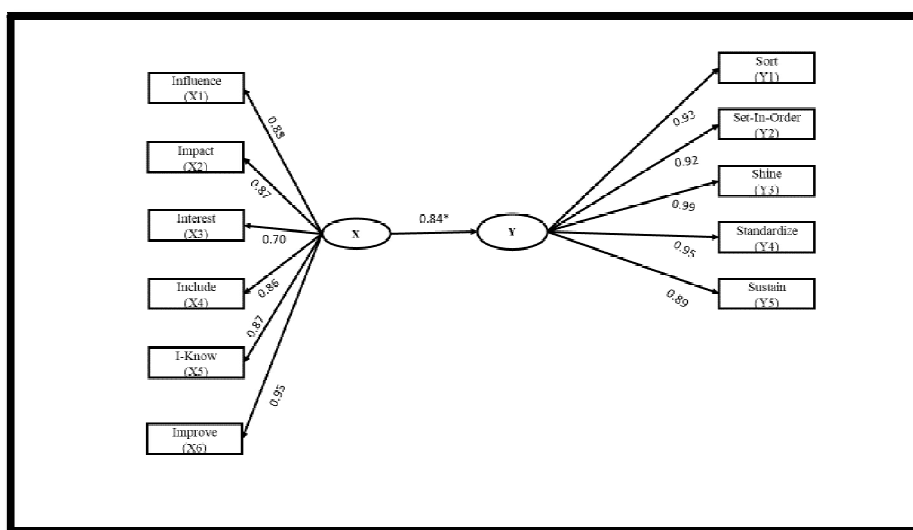 Influence
(X1)
0.88
Impact
(X2)
0.87
Interest
(X3)
0.70
Include
(X4)
0.86
I-Know
(X5)
0.87
Improve
(X6)
0.95
X
0.84*
Y
Sort
(Y1)
0.93
Set-In-Order
(Y2)
0.92
Shine
(Y3)
0.99
Standardize
(Y4)
0.95
Sustain
(Y5)
0.89